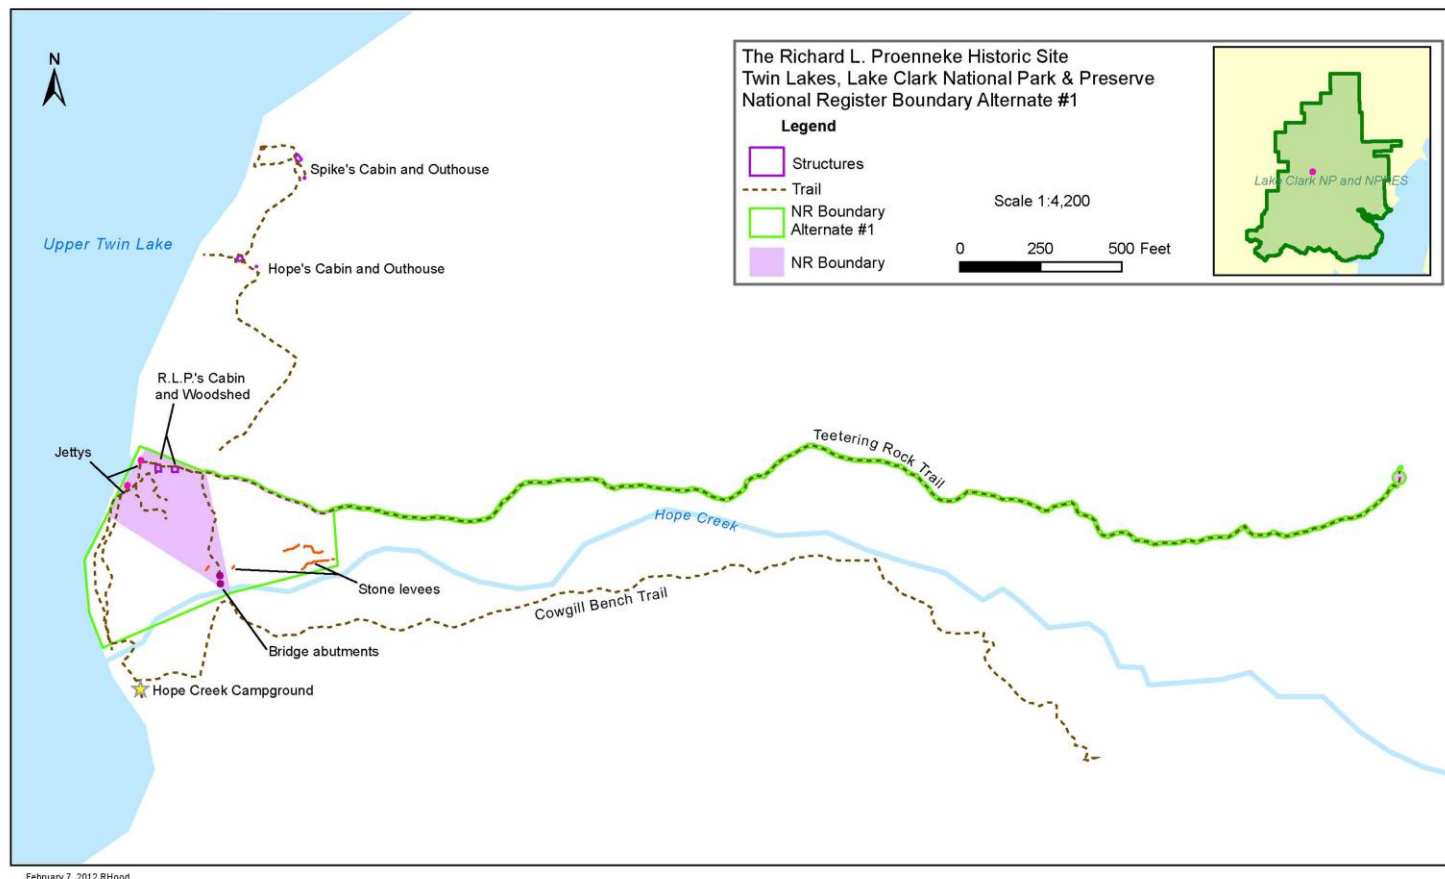 The Richard L. Proenneke Historic Site
Twin Lakes, Lake Clark National Park & Preserve
National Register Boundary Alternate #1
Legend
Structures
Trail
NR Boundary
Alternate #1
NR Boundary
Scale 1:4,200
0 250 500 Feet
Lake Clark NP and NPRES
N
Spike's Cabin and Outhouse
Upper Twin Lake
Hope's Cabin and Outhouse
R.L.P.'s Cabin
and Woodshed
Jettys
Teetering Rock Trail
Hope Creek
Stone levees
Cowgill Bench Trail
Bridge abutments
Hope Creek Campground
February 7, 2012 RHood